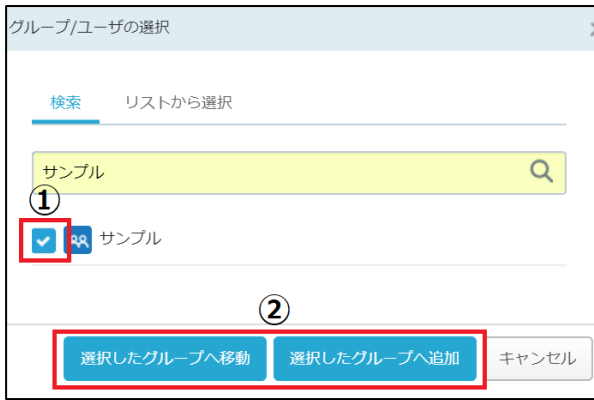 グループ/ユーザの選択
検索 リストから選択
サンプル
①
サンプル
②
選択したグループへ移動 選択したグループへ追加 キャンセル